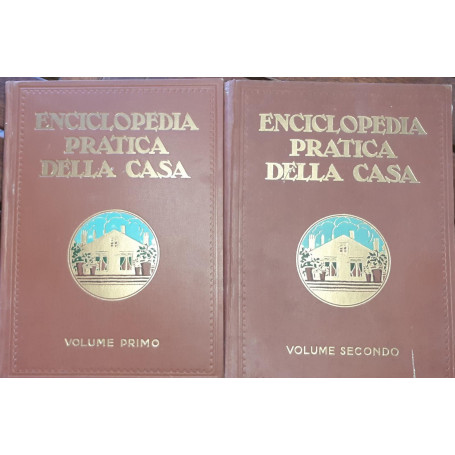 ENCICLOPEDIA
PRATICA
DELLA CASA
VOLUME PRIMO
ENCICLOPEDIA
PRATICA
DELLA CASA
VOLUME SECONDO